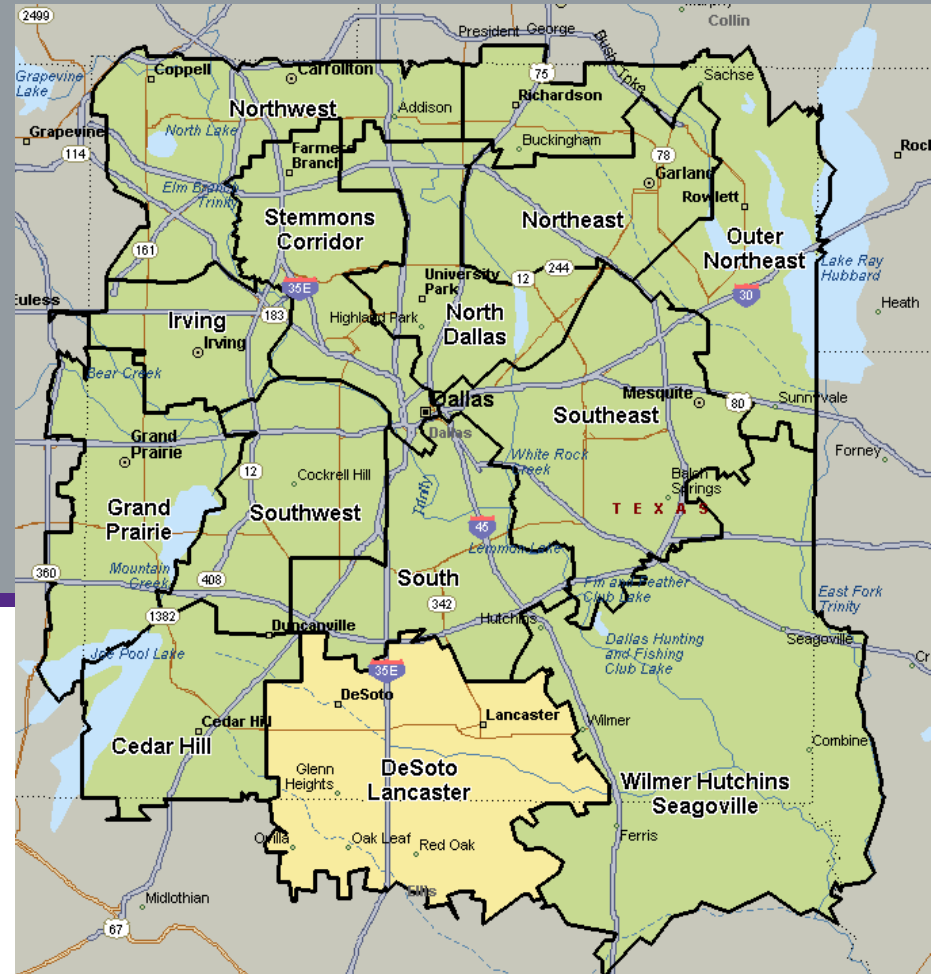 2499
Murphy
Collin
President George
Bush Toke
75
Coppell
Carrollton
Sachse
Grapevine
Lake
Northwest
Addison
Richardson
North Lake
Grapevine
Buckingham
114
Farmers
Branch
78
Garland
Elm Branch
Trinity
Rowlett
Stemmons
Corridor
Northeast
Outer
Northeast
161
University
Park
12
244
Lake Ray
Hubbard
35E
30
Heath
Irving
183
Highland Park
North
Dallas
Irving
Bear Creek
Mesquite
80
Sunnyvale
Dallas
Dallas
Southeast
Grand
Prairie
Forney
12
Cockrell Hill
White Rock
Creek
Balch
Springs
Trinity
TEXAS
Grand
Prairie
Southwest
45
Lemmon Lake
Mountain
Creek
360
408
South
Fin and Feather
Club Lake
East Fork
Trinity
1382
342
Hutchins
Duncanville
Seagoville
Joe Pool Lake
Dallas Hunting
and Fishing
Club Lake
35E
DeSoto
Lancaster
Cedar Hill
Wilmer
Cedar Hill
Combine
Glenn
Heights
DeSoto
Lancaster
Wilmer Hutchins
Seagoville
Ferris
Ovilla
Oak Leaf
Red Oak
Ellis
Midlothian
67